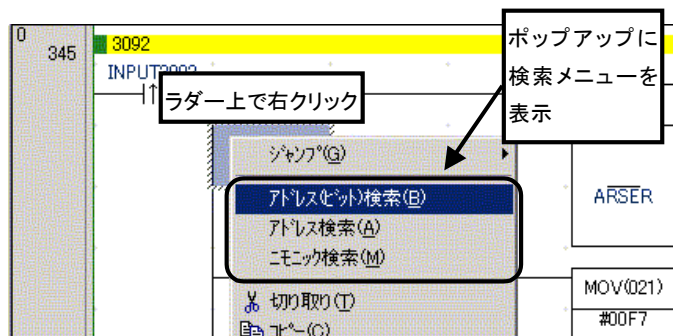 0
345
3092
INPUT3092
ラダー上で右クリック
ポップアップに
検索メニューを
表示
ｼﾞｬﾝﾌﾟ(G)
ｱﾄﾞﾚｽ(ﾋﾞｯﾄ)検索(B)
ｱﾄﾞﾚｽ検索(A)
ﾆﾓﾆｯｸ検索(M)
切り取り(T)
ｺﾋﾟｰ(C)
ARSER
MOV(021)
#00F7